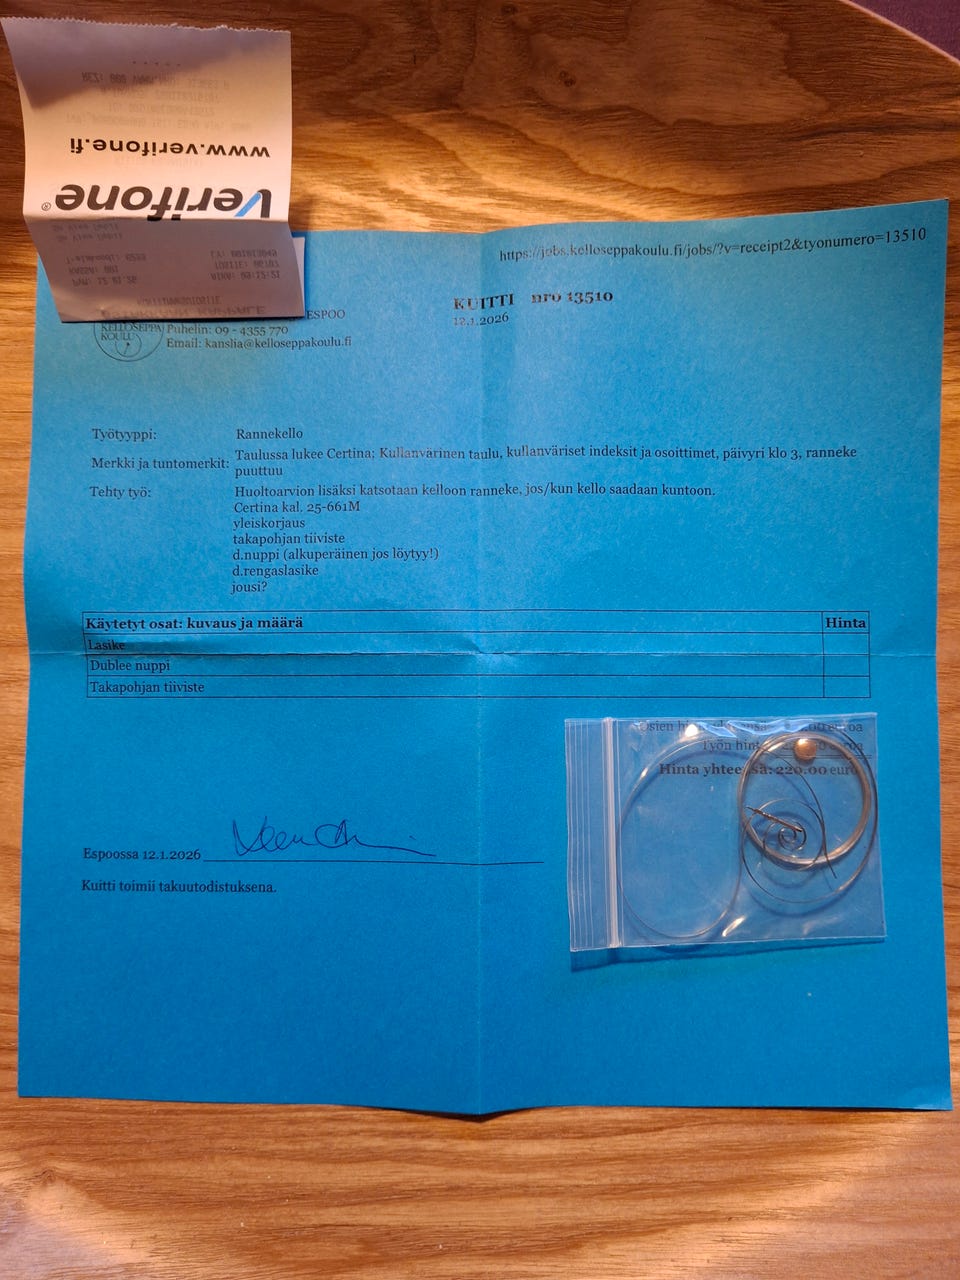 www.verifone.fi
Verifone®
https://jobs.kelloseppakoulu.fi/jobs/?v=receipt2&tyonumero=13510
KUITTI nro 13510
12.1.2026
ESPOO
KELLOSEPPÄ
KOULU
Puhelin: 09 - 4355 770
Email: kanslia@kelloseppakoulu.fi
Työtyyppi: Rannekello
Merkki ja tuntomerkit: Taulussa lukee Certina; Kullanvärinen taulu, kullanväriset indeksit ja osoittimet, päivyri klo 3, ranneke
puuttuu
Tehty työ: Huoltoarvion lisäksi katsotaan kelloon ranneke, jos/kun kello saadaan kuntoon.
Certina kal. 25-661M
yleiskorjaus
takapohjan tiiviste
d.nuppi (alkuperäinen jos löytyy!)
d.rengaslasike
jousi?
Käytetyt osat: kuvaus ja määrä Hinta
Lasike
Dublee nuppi
Takapohjan tiiviste
Osien euroa
Työn euroa
Hinta yhteensä: 220.00 euroa
Espoossa 12.1.2026
Kuitti toimii takuutodistuksena.